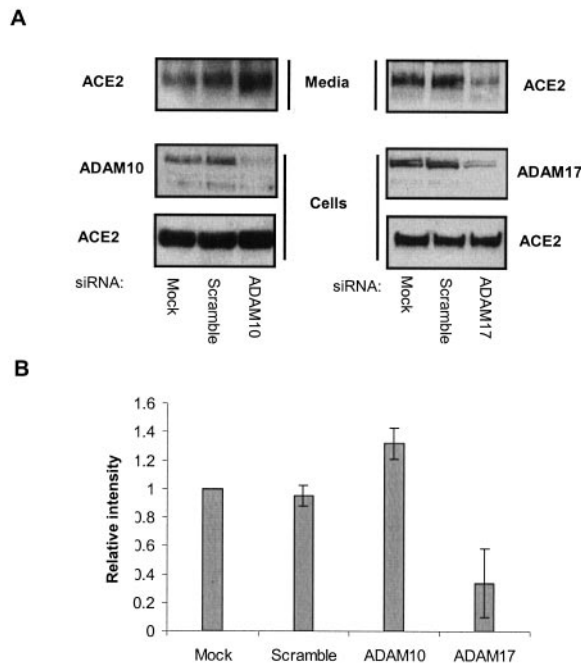 A
ACE2
Media
ACE2
ADAM10
ADAM17
Cells
ACE2
ACE2
siRNA:
Mock
Scramble
ADAM10
siRNA:
Mock
Scramble
ADAM17
B
Relative intensity
1.6
1.4
1.2
1
0.8
0.6
0.4
0.2
0
Mock
Scramble
ADAM10
ADAM17